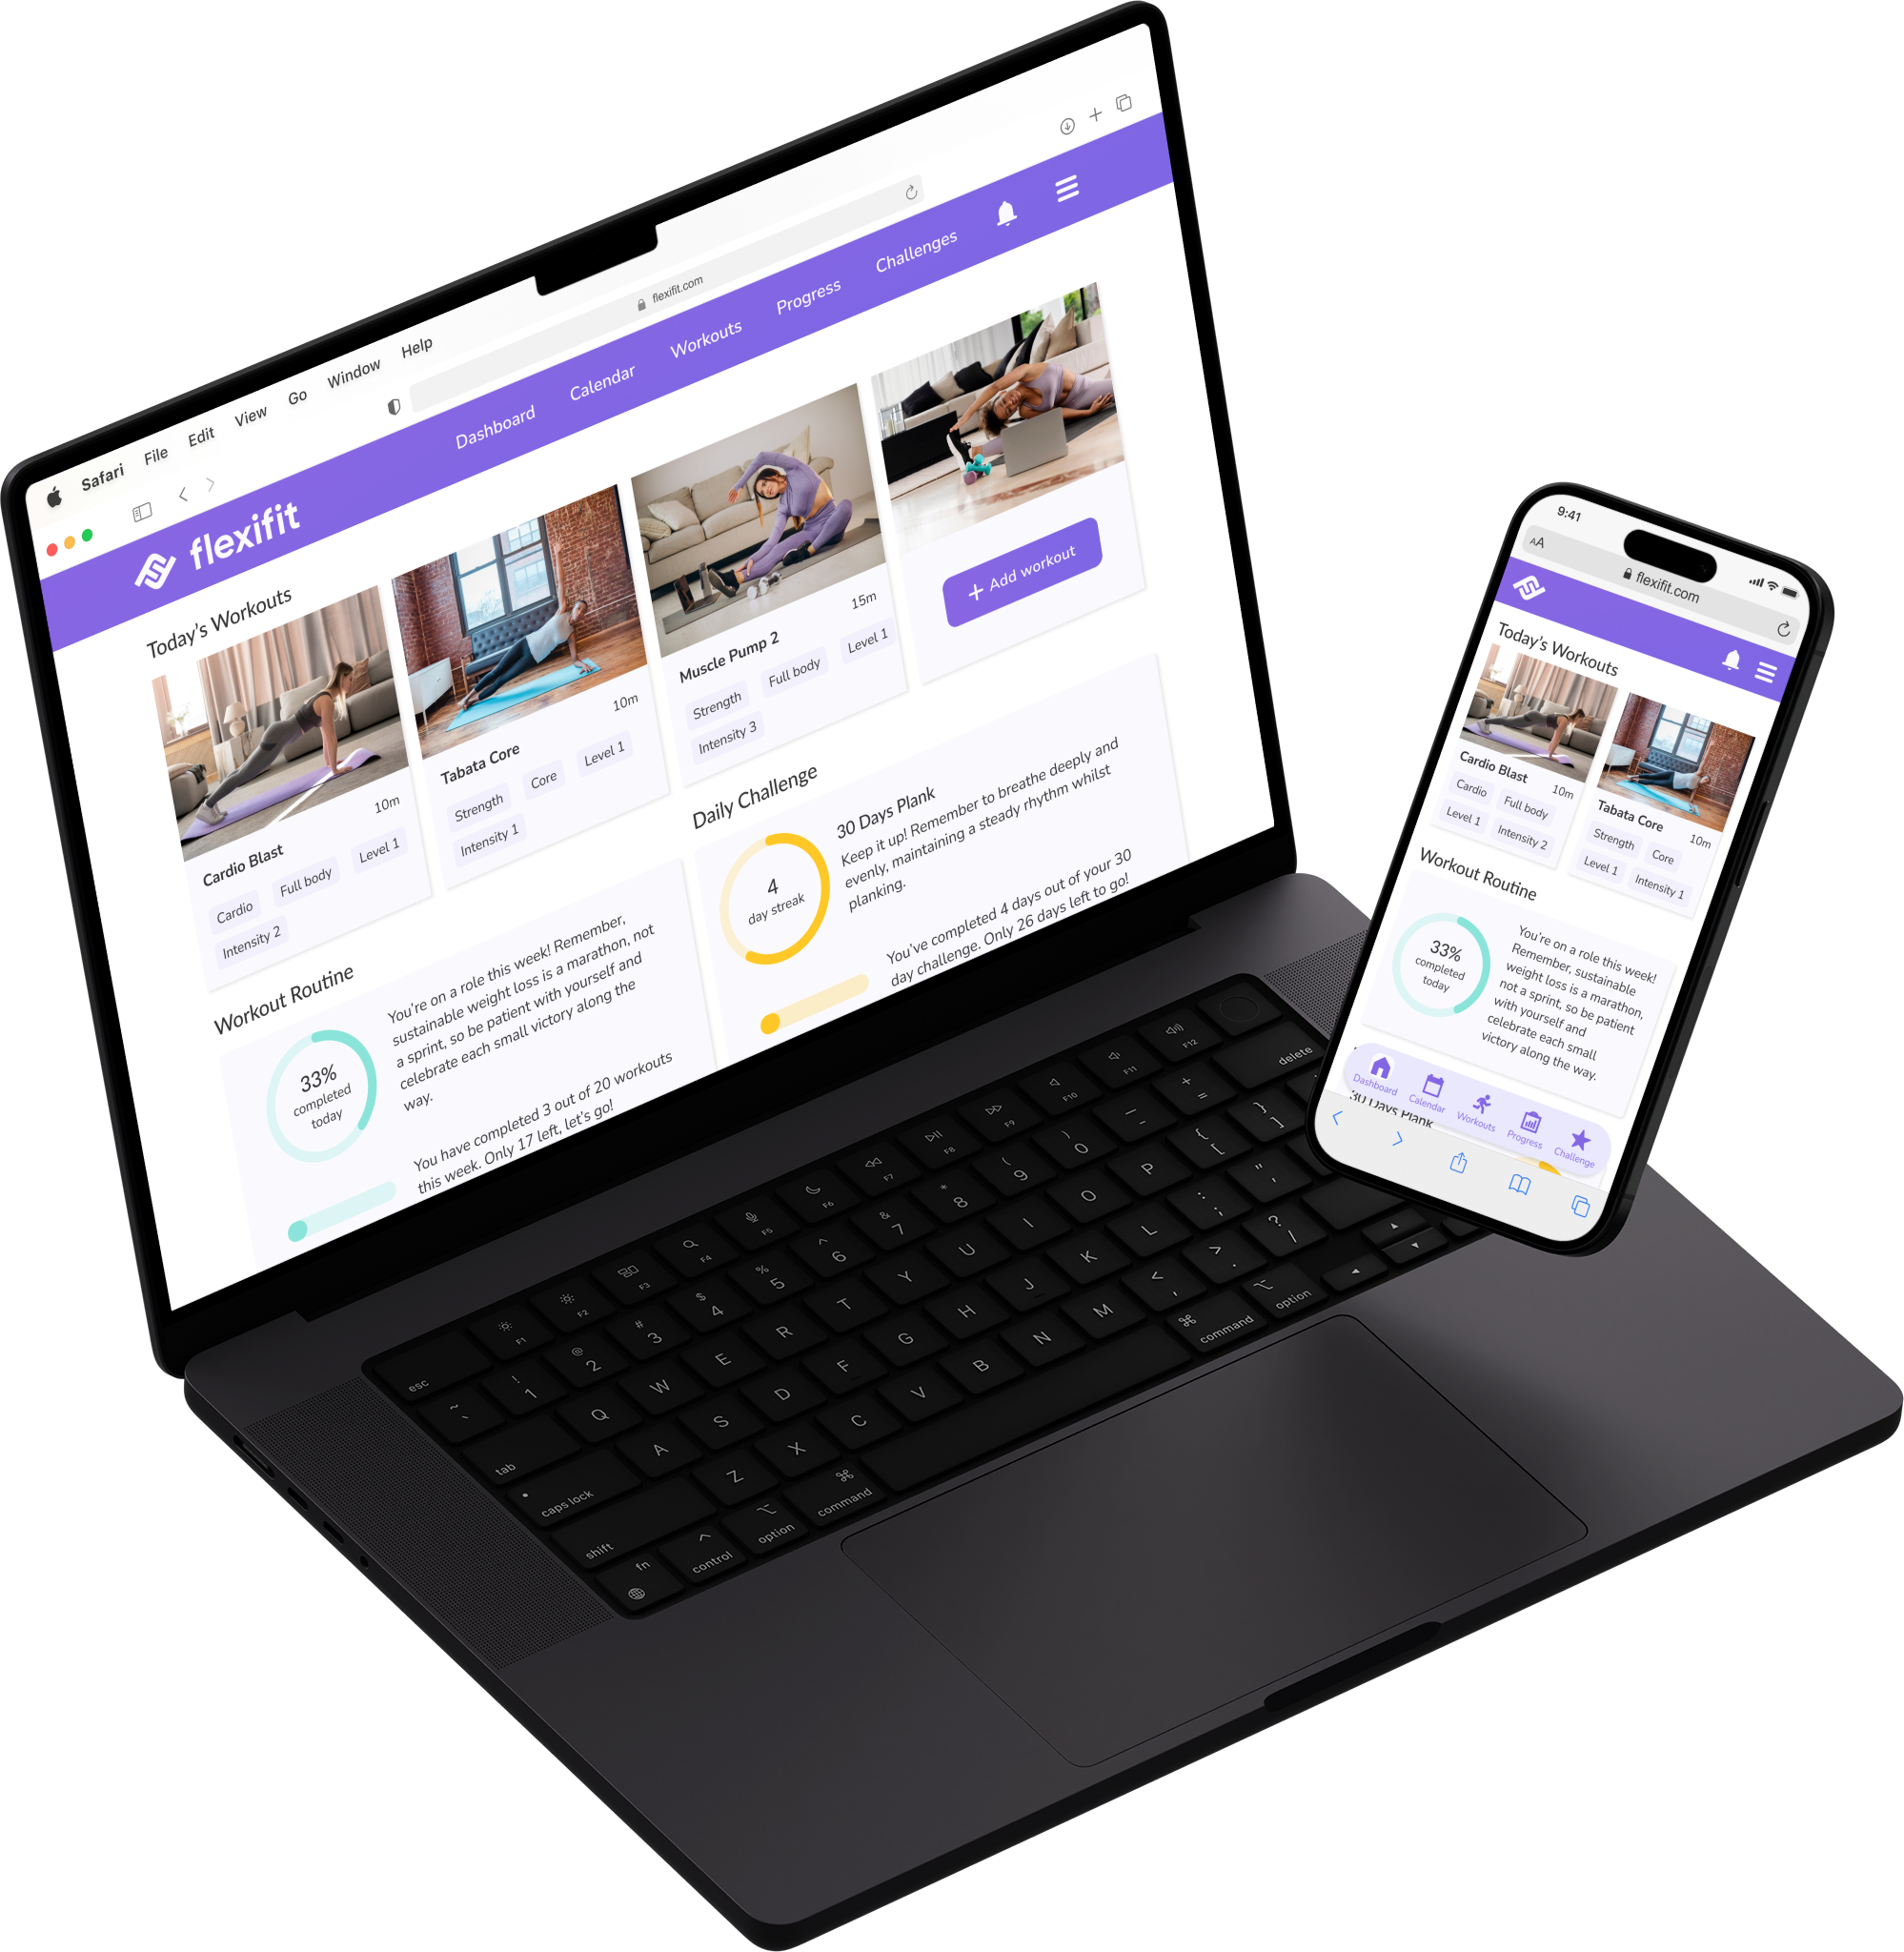 Safari File Edit View Go Window Help
flexifit.com
flexifit
Dashboard Calendar Workouts Progress Challenges
Today's Workouts
Cardio Blast 10m
Cardio Full body Level 1
Intensity 2
Tabata Core 10m
Strength Core Level 1
Intensity 1
Muscle Pump 2 15m
Strength Full body Level 1
Intensity 3
+ Add workout
Workout Routine
33%
completed
today
You're on a role this week! Remember,
sustainable weight loss is a marathon, not
a sprint, so be patient with yourself and
celebrate each small victory along the
way.
You have completed 3 out of 20 workouts
this week. Only 17 left, let's go!
Daily Challenge
4
day streak
30 Days Plank
Keep it up! Remember to breathe deeply and
evenly, maintaining a steady rhythm whilst
planking.
You've completed 4 days out of your 30
day challenge. Only 26 days left to go!
esc F1 F2 F3 F4 F5 F6 F7 F8 F9 F10 F11 F12
~ ! @ # $ % ^ & * ( ) — +
` 1 2 3 4 5 6 7 8 9 0 - = delete
tab Q W E R T Y U I O P { [ } ]
caps lock A S D F G H J K L : ; " '
shift Z X C V B N M < , > . ? /
fn control option command command option
9:41
AA flexifit.com
Today's Workouts
Cardio Blast
10m
Cardio Full body
Level 1 Intensity 2
Tabata Core
10m
Strength Core
Level 1 Intensity 1
Workout Routine
33%
completed
today
You're on a role this week!
Remember, sustainable
weight loss is a marathon,
not a sprint, so be patient
with yourself and
celebrate each small
victory along the way.
30 Days Plank
Dashboard Calendar Workouts Progress Challenge